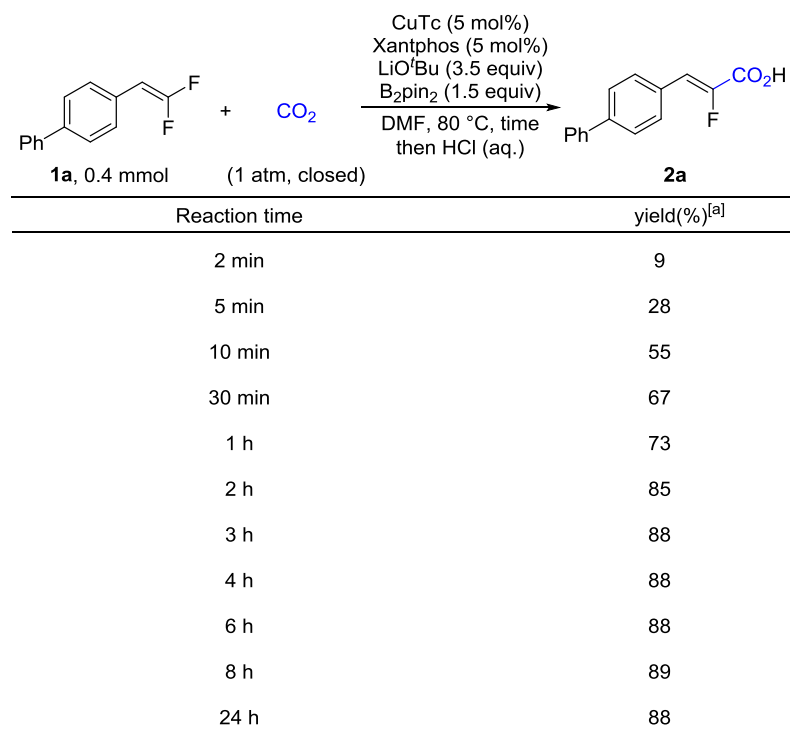 CuTc (5 mol%)
Xantphos (5 mol%)
LiOᵗBu (3.5 equiv)
B₂pin₂ (1.5 equiv)
F
F
Ph
+
CO₂
DMF, 80 °C, time
then HCl (aq.)
CO₂H
F
Ph
1a, 0.4 mmol (1 atm, closed) 2a
Reaction time yield(%)[a]
2 min 9
5 min 28
10 min 55
30 min 67
1 h 73
2 h 85
3 h 88
4 h 88
6 h 88
8 h 89
24 h 88